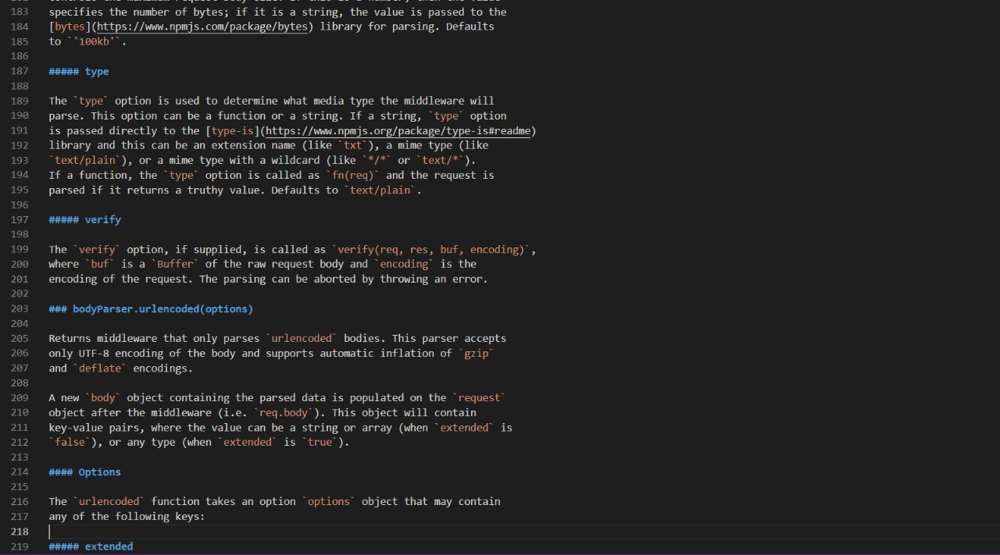 183 specifies the number of bytes; if it is a string, the value is passed to the
184 [bytes](https://www.npmjs.com/package/bytes) library for parsing. Defaults
185 to `'100kb'`.
186
187 ##### type
188
189 The `type` option is used to determine what media type the middleware will
190 parse. This option can be a function or a string. If a string, `type` option
191 is passed directly to the [type-is](https://www.npmjs.org/package/type-is#readme)
192 library and this can be an extension name (like `txt`), a mime type (like
193 `text/plain`), or a mime type with a wildcard (like `*/*` or `text/*`).
194 If a function, the `type` option is called as `fn(req)` and the request is
195 parsed if it returns a truthy value. Defaults to `text/plain`.
196
197 ##### verify
198
199 The `verify` option, if supplied, is called as `verify(req, res, buf, encoding)`,
200 where `buf` is a `Buffer` of the raw request body and `encoding` is the
201 encoding of the request. The parsing can be aborted by throwing an error.
202
203 ### bodyParser.urlencoded(options)
204
205 Returns middleware that only parses `urlencoded` bodies. This parser accepts
206 only UTF-8 encoding of the body and supports automatic inflation of `gzip`
207 and `deflate` encodings.
208
209 A new `body` object containing the parsed data is populated on the `request`
210 object after the middleware (i.e. `req.body`). This object will contain
211 key-value pairs, where the value can be a string or array (when `extended` is
212 `false`), or any type (when `extended` is `true`).
213
214 #### Options
215
216 The `urlencoded` function takes an option `options` object that may contain
217 any of the following keys:
218
219 ##### extended